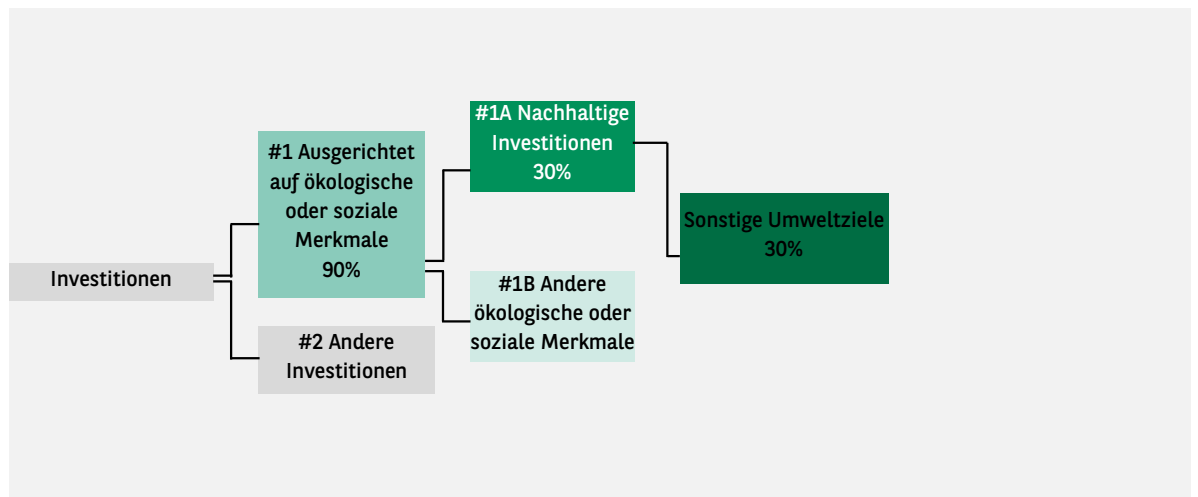 Investitionen
#1 Ausgerichtet
auf ökologische
oder soziale
Merkmale
90%
#2 Andere
Investitionen
#1A Nachhaltige
Investitionen
30%
#1B Andere
ökologische oder
soziale Merkmale
Sonstige Umweltziele
30%